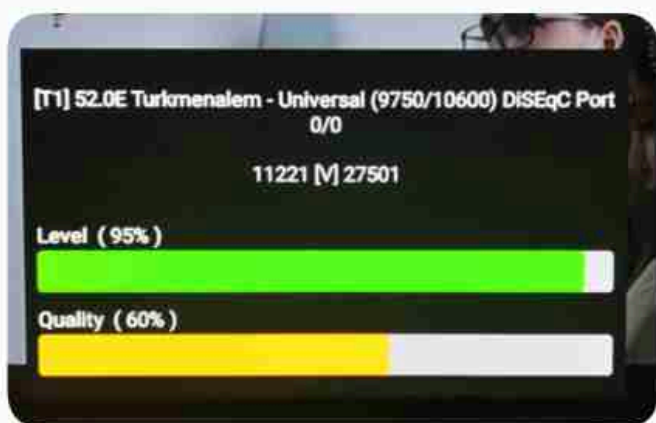 [T1] 52.0E Turkmenalem - Universal (9750/10600) DiSEqC Port
0/0
11221 [V] 27501
Level ( 95% )
Quality ( 60% )